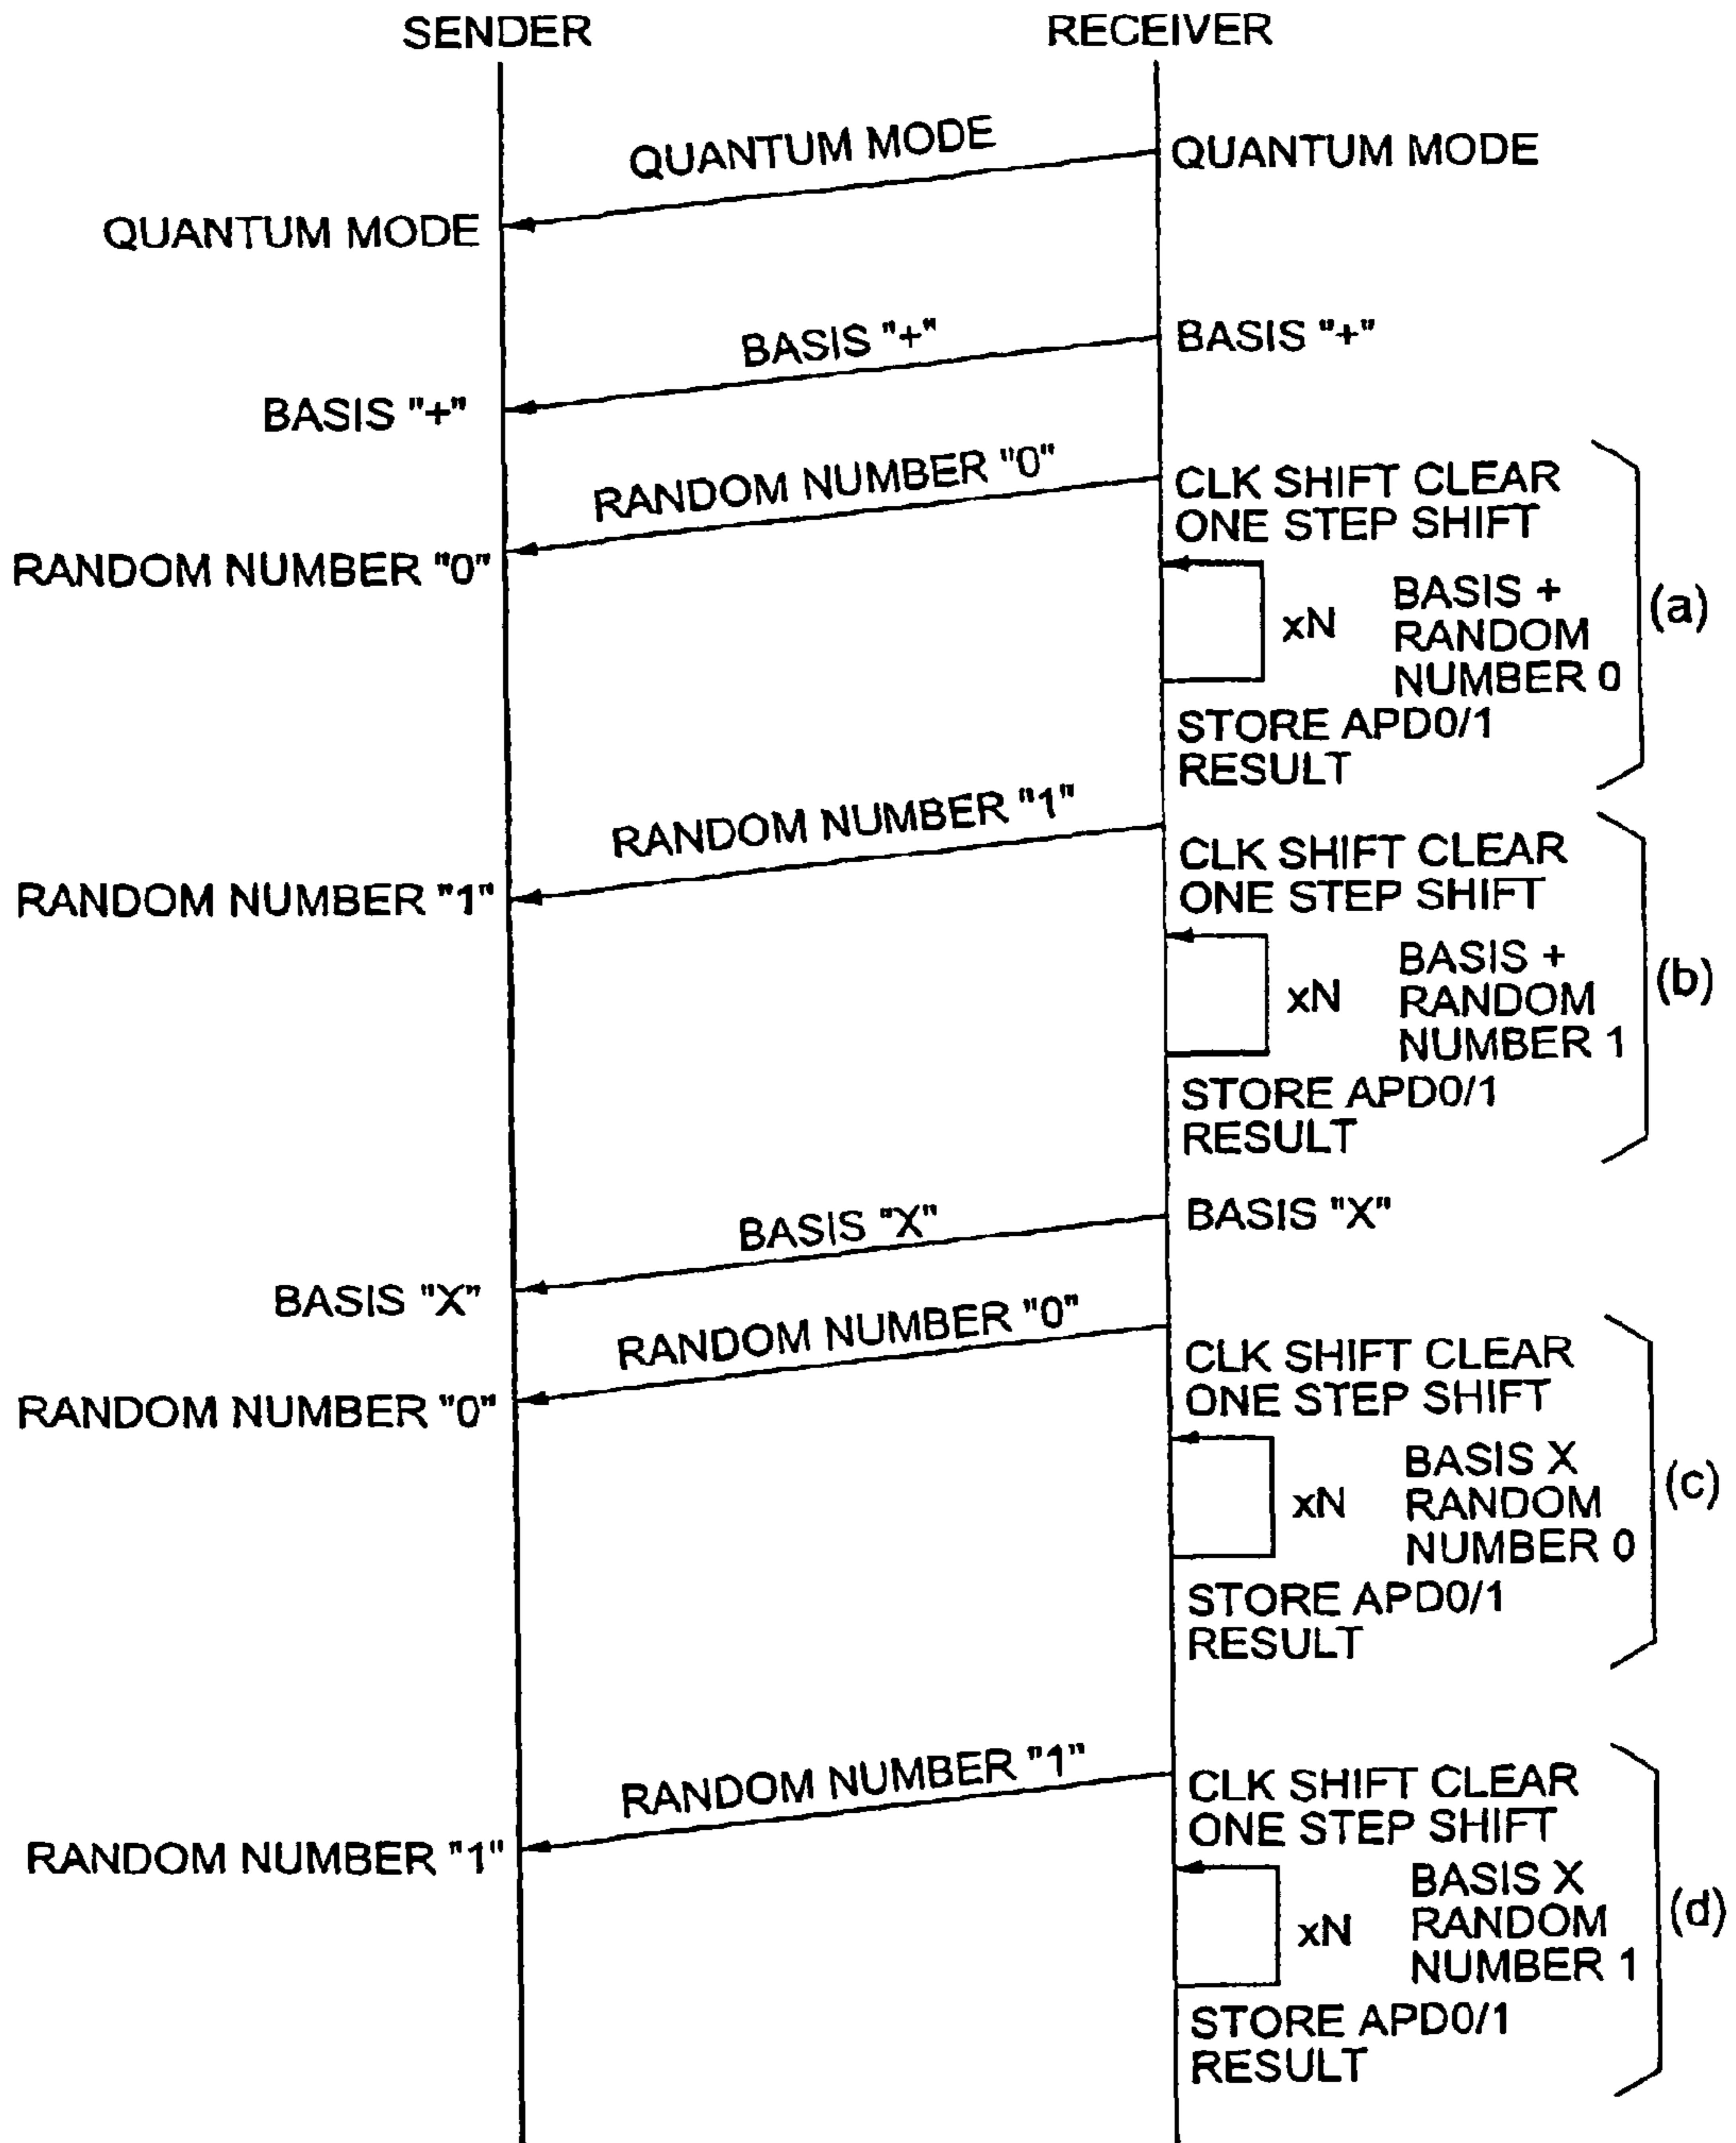 SENDER
RECEIVER
QUANTUM MODE
QUANTUM MODE
QUANTUM MODE
BASIS "+"
BASIS "+"
BASIS "+"
RANDOM NUMBER "0"
CLK SHIFT CLEAR
ONE STEP SHIFT
RANDOM NUMBER "0"
xN
BASIS +
RANDOM
NUMBER 0
(a)
STORE APD0/1
RESULT
RANDOM NUMBER "1"
CLK SHIFT CLEAR
ONE STEP SHIFT
RANDOM NUMBER "1"
xN
BASIS +
RANDOM
NUMBER 1
(b)
STORE APD0/1
RESULT
BASIS "X"
BASIS "X"
BASIS "X"
RANDOM NUMBER "0"
CLK SHIFT CLEAR
ONE STEP SHIFT
RANDOM NUMBER "0"
xN
BASIS X
RANDOM
NUMBER 0
(c)
STORE APD0/1
RESULT
RANDOM NUMBER "1"
CLK SHIFT CLEAR
ONE STEP SHIFT
RANDOM NUMBER "1"
xN
BASIS X
RANDOM
NUMBER 1
(d)
STORE APD0/1
RESULT